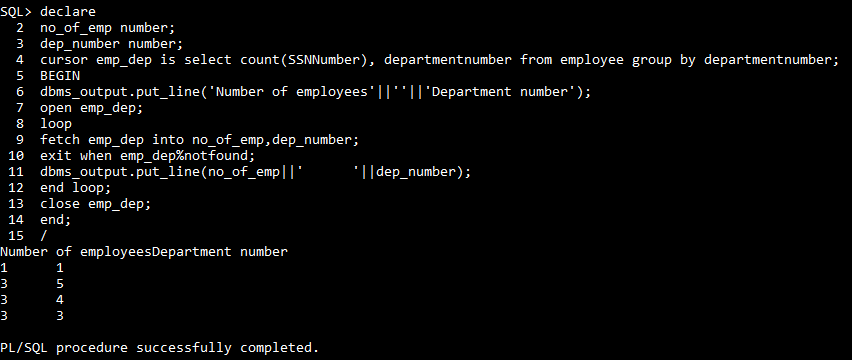 SQL> declare
  2  no_of_emp number;
  3  dep_number number;
  4  cursor emp_dep is select count(SSNNumber), departmentnumber from employee group by departmentnumber;
  5  BEGIN
  6  dbms_output.put_line('Number of employees'||''||'Department number');
  7  open emp_dep;
  8  loop
  9  fetch emp_dep into no_of_emp,dep_number;
 10  exit when emp_dep%notfound;
 11  dbms_output.put_line(no_of_emp||'      '||dep_number);
 12  end loop;
 13  close emp_dep;
 14  end;
 15  /
Number of employeesDepartment number
1      1
3      5
3      4
3      3

PL/SQL procedure successfully completed.